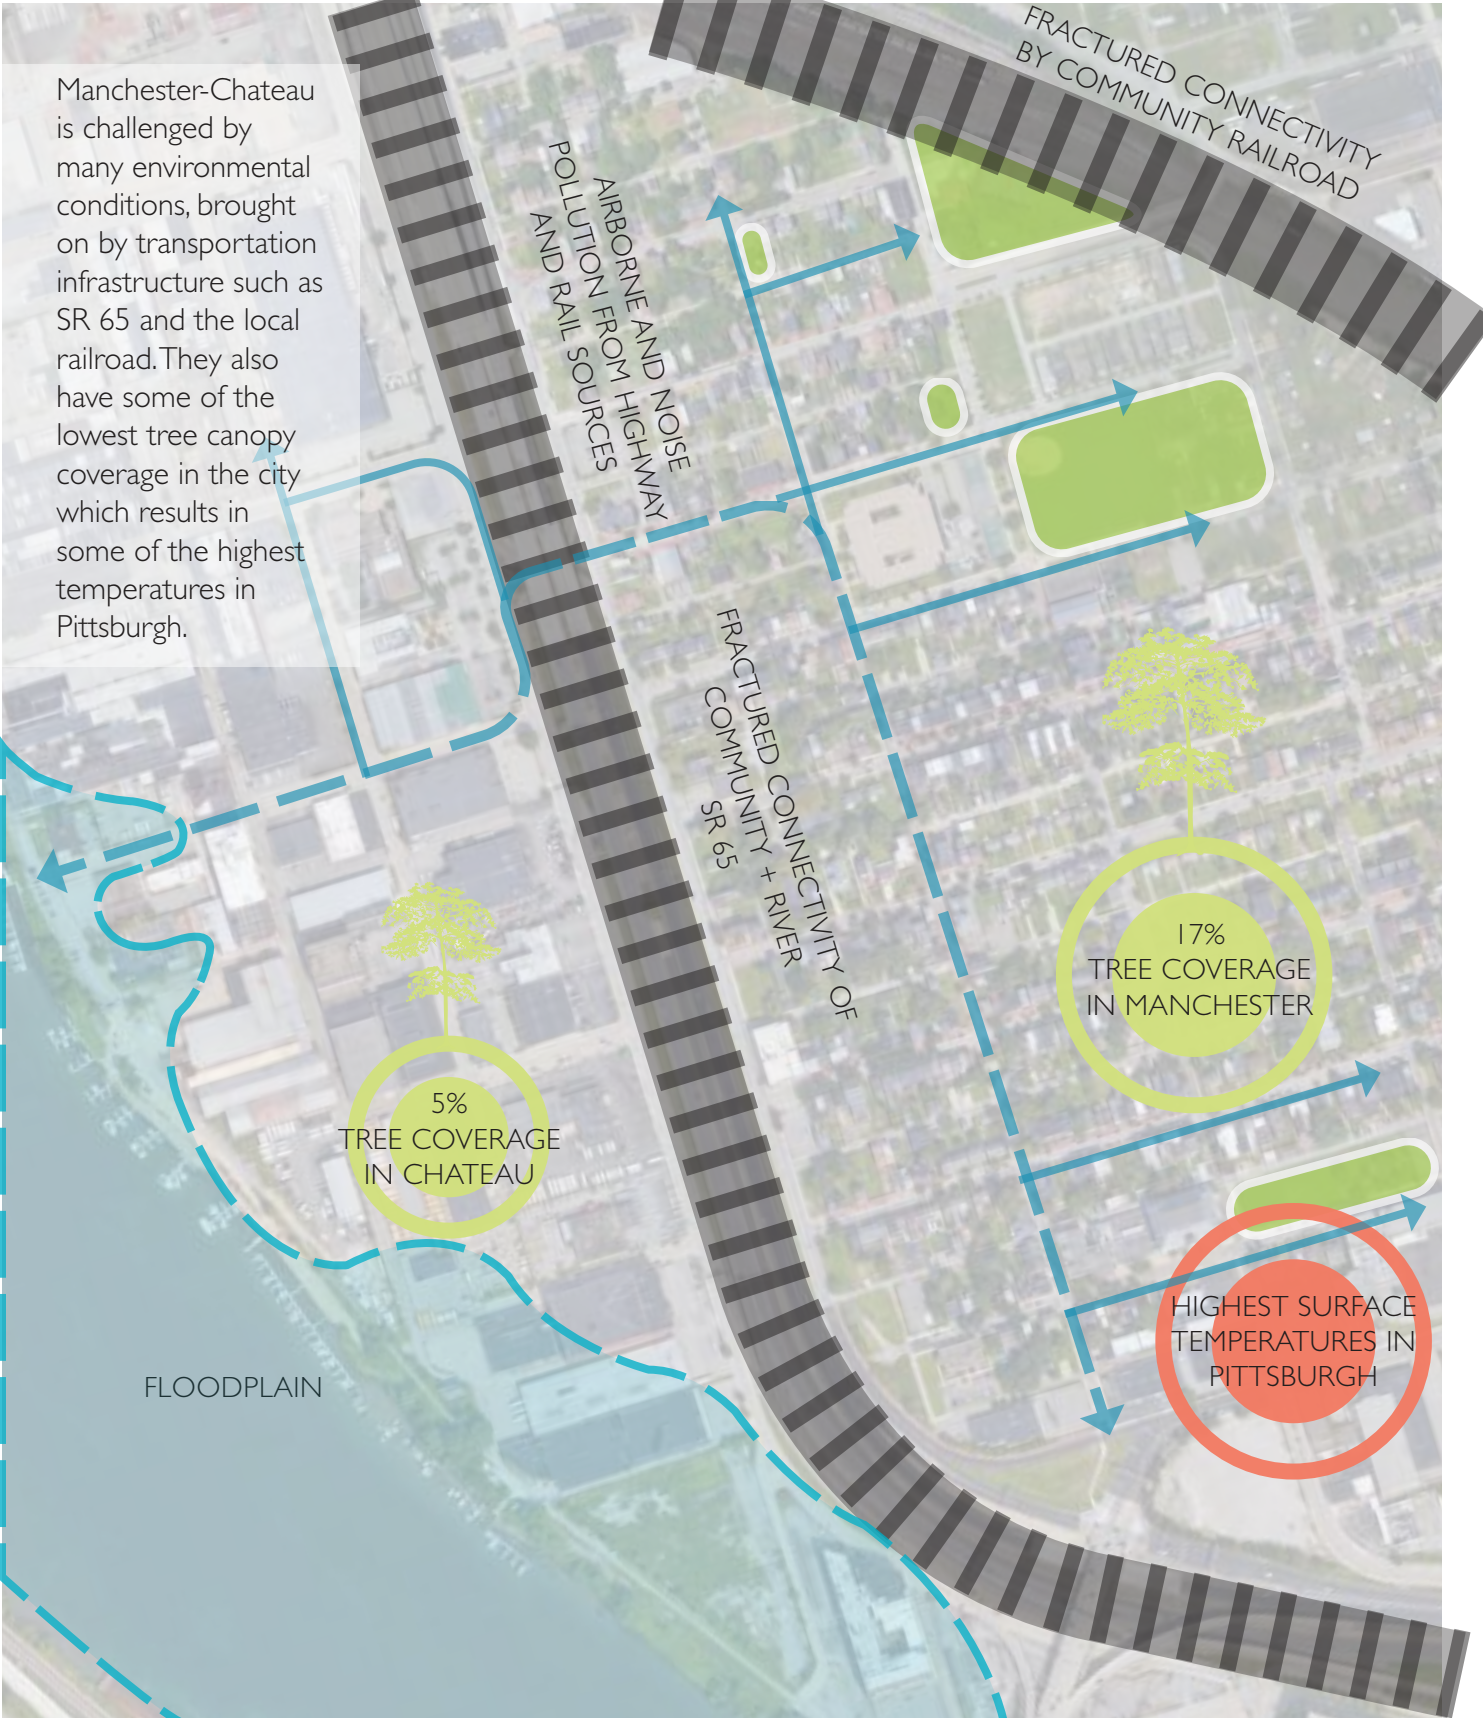 Manchester-Chateau
is challenged by
many environmental
conditions, brought
on by transportation
infrastructure such as
SR 65 and the local
railroad. They also
have some of the
lowest tree canopy
coverage in the city
which results in
some of the highest
temperatures in
Pittsburgh.
FRACTURED CONNECTIVITY
BY COMMUNITY RAILROAD
AIRBORNE AND NOISE
POLLUTION FROM HIGHWAY
AND RAIL SOURCES
FRACTURED CONNECTIVITY OF
COMMUNITY + RIVER
SR 65
17%
TREE COVERAGE
IN MANCHESTER
5%
TREE COVERAGE
IN CHATEAU
HIGHEST SURFACE
TEMPERATURES IN
PITTSBURGH
FLOODPLAIN